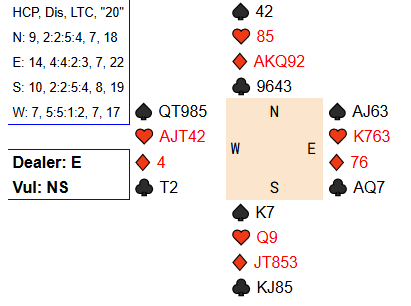 HCP, Dis, LTC, "20"
N: 9, 2:2:5:4, 7, 18
E: 14, 4:4:2:3, 7, 22
S: 10, 2:2:5:4, 8, 19
W: 7, 5:5:1:2, 7, 17
Dealer: E
Vul: NS
♠ 42
♥ 85
♦ AKQ92
♣ 9643
♠ QT985
♥ AJT42
♦ 4
♣ T2
N
W E
S
♠ AJ63
♥ K763
♦ 76
♣ AQ7
♠ K7
♥ Q9
♦ JT853
♣ KJ85